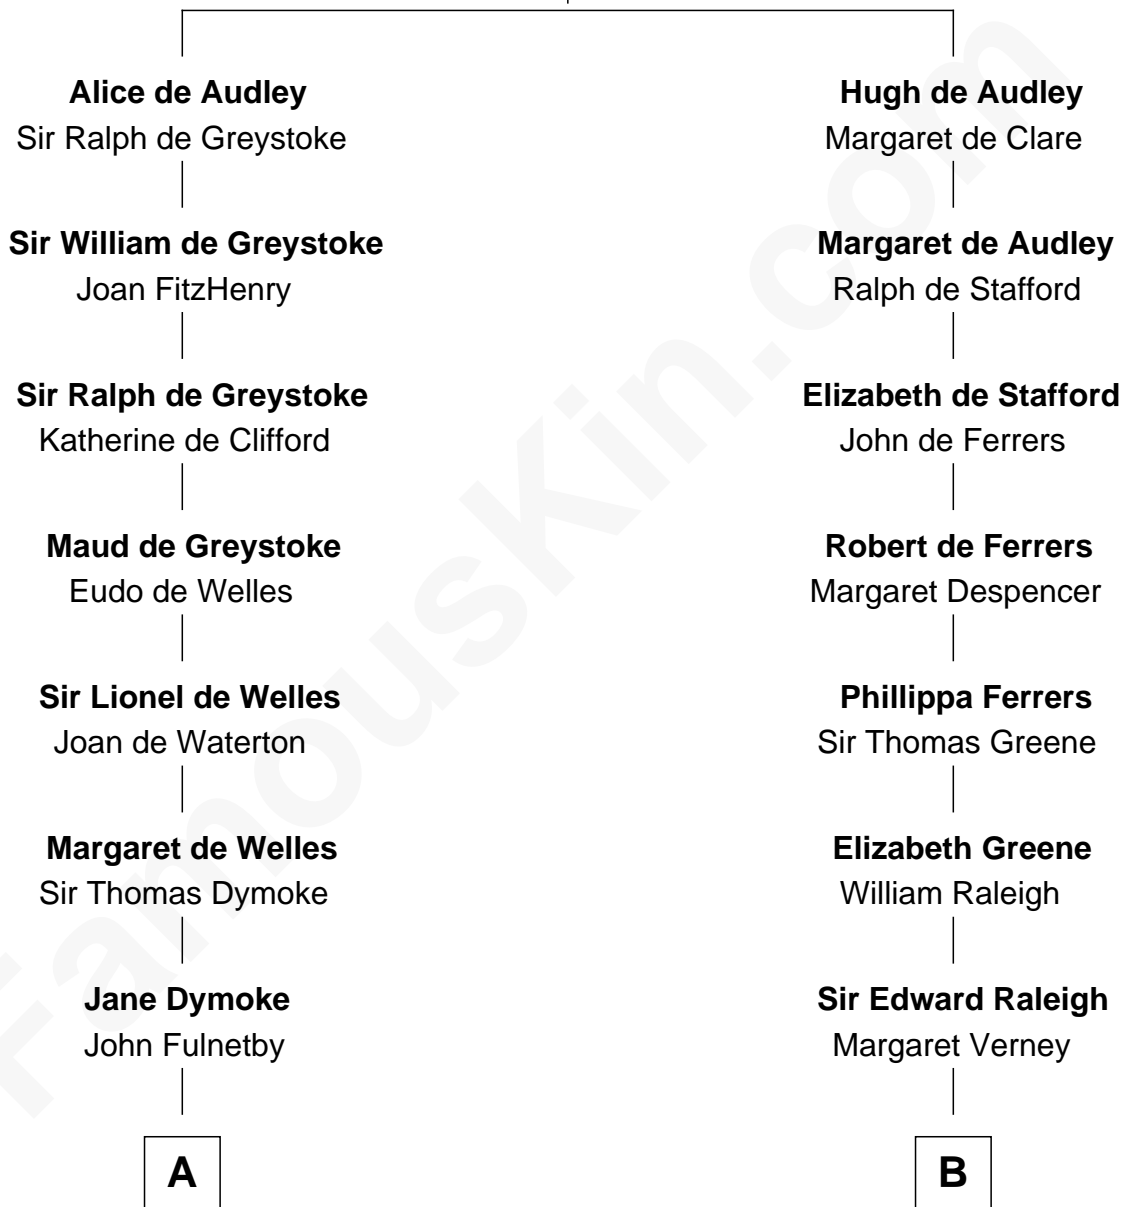 Alice de Audley
Sir Ralph de Greystoke
Sir William de Greystoke
Joan FitzHenry
Sir Ralph de Greystoke
Katherine de Clifford
Maud de Greystoke
Eudo de Welles
Sir Lionel de Welles
Joan de Waterton
Margaret de Welles
Sir Thomas Dymoke
Jane Dymoke
John Fulnetby
A
Hugh de Audley
Margaret de Clare
Margaret de Audley
Ralph de Stafford
Elizabeth de Stafford
John de Ferrers
Robert de Ferrers
Margaret Despencer
Phillippa Ferrers
Sir Thomas Greene
Elizabeth Greene
William Raleigh
Sir Edward Raleigh
Margaret Verney
B
FamousKin.com